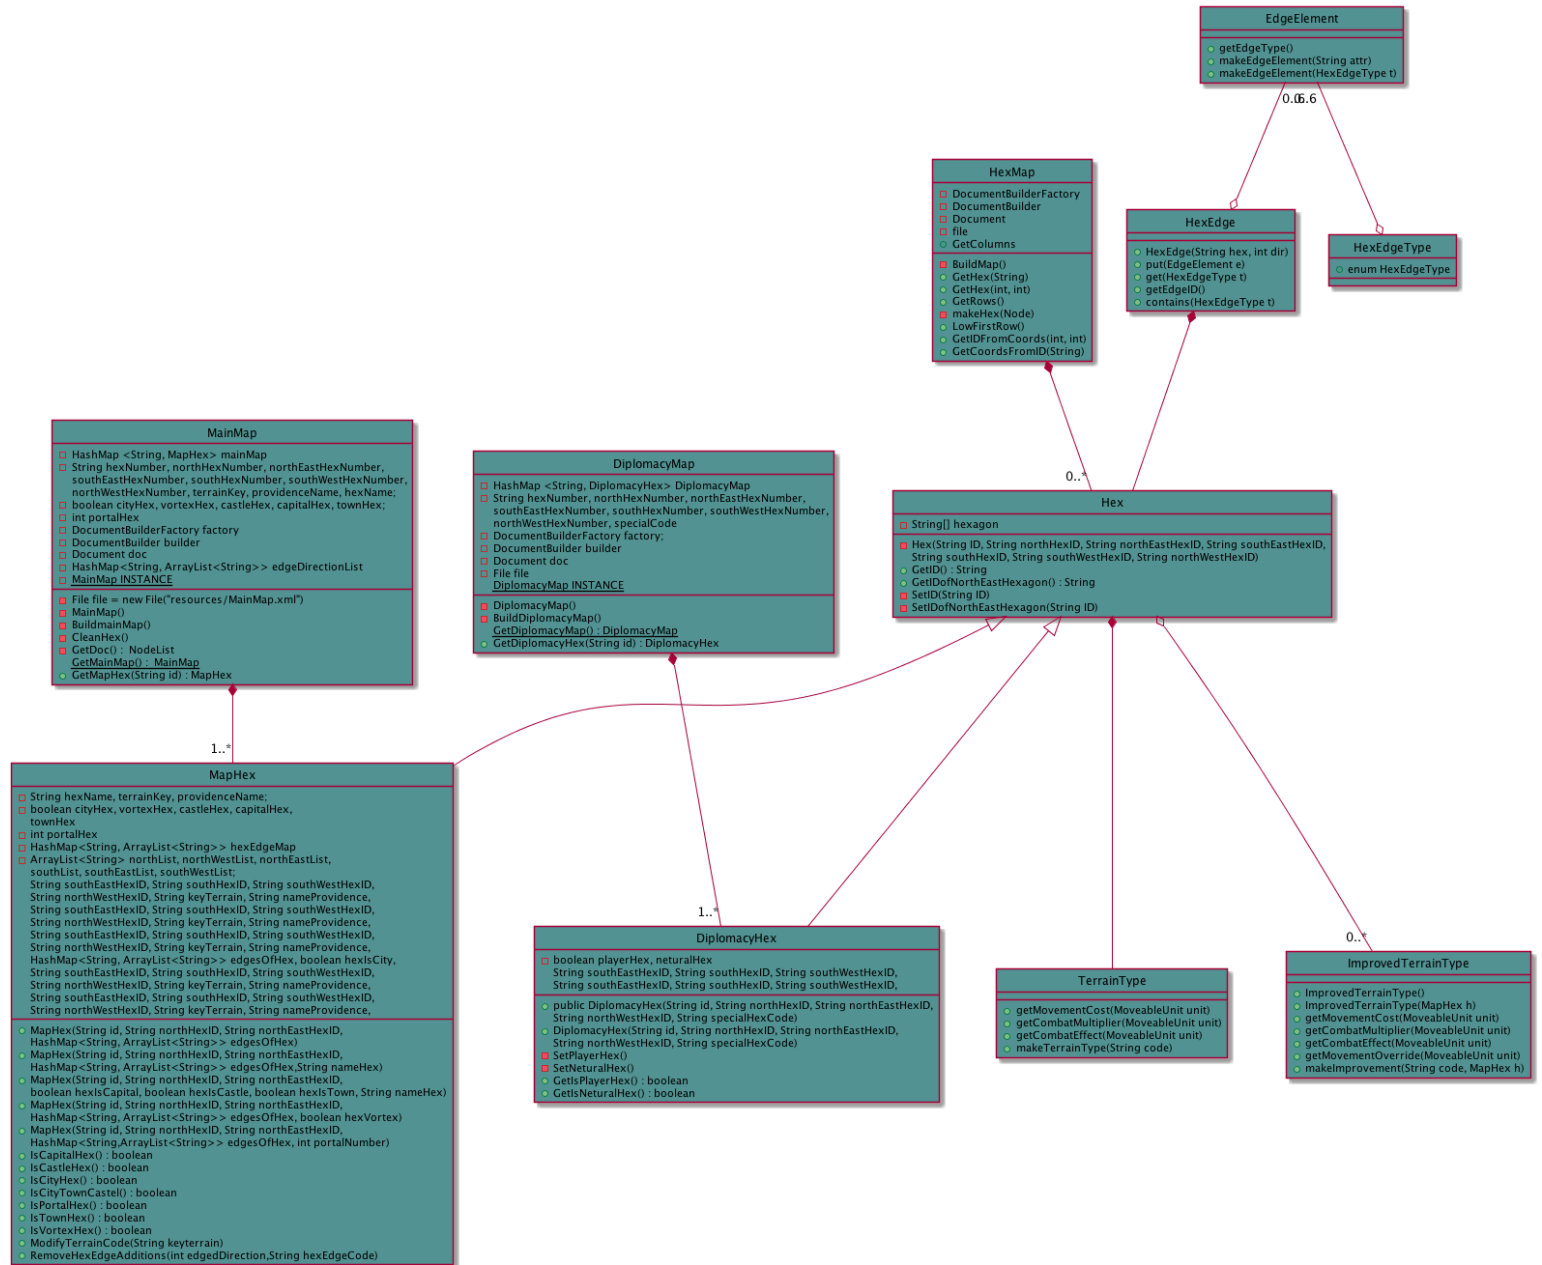 EdgeElement
getEdgeType()
makeEdgeElement(String attr)
makeEdgeElement(HexEdgeType t)
0..6
0..6
HexMap
DocumentBuilderFactory
DocumentBuilder
Document
file
GetColumns
BuildMap()
GetHex(String)
GetHex(int, int)
GetRows()
makeHex(Node)
LowFirstRow()
GetIDFromCoords(int, int)
GetCoordsFromID(String)
HexEdge
HexEdge(String hex, int dir)
put(EdgeElement e)
get(HexEdgeType t)
getEdgeID()
contains(HexEdgeType t)
HexEdgeType
enum HexEdgeType
MainMap
HashMap <String, MapHex> mainMap
String hexNumber, northHexNumber, northEastHexNumber,
southEastHexNumber, southHexNumber, southWestHexNumber,
northWestHexNumber, terrainKey, providenceName, hexName;
boolean cityHex, vortexHex, castleHex, capitalHex, townHex;
int portalHex
DocumentBuilderFactory factory
DocumentBuilder builder
Document doc
HashMap<String, ArrayList<String>> edgeDirectionList
MainMap INSTANCE
File file = new File("resources/MainMap.xml")
MainMap()
BuildmainMap()
CleanHex()
GetDoc() : NodeList
GetMainMap() : MainMap
GetMapHex(String id) : MapHex
1..*
DiplomacyMap
HashMap <String, DiplomacyHex> DiplomacyMap
String hexNumber, northHexNumber, northEastHexNumber,
southEastHexNumber, southHexNumber, southWestHexNumber,
northWestHexNumber, specialCode
DocumentBuilderFactory factory;
DocumentBuilder builder
Document doc
File file
DiplomacyMap INSTANCE
DiplomacyMap()
BuildDiplomacyMap()
GetDiplomacyMap() : DiplomacyMap
GetDiplomacyHex(String id) : DiplomacyHex
1..*
0..*
Hex
String[] hexagon
Hex(String ID, String northHexID, String northEastHexID, String southEastHexID,
String southHexID, String southWestHexID, String northWestHexID)
GetID() : String
GetIDofNorthEastHexagon() : String
SetID(String ID)
SetIDofNorthEastHexagon(String ID)
MapHex
String hexName, terrainKey, providenceName;
boolean cityHex, vortexHex, castleHex, capitalHex,
townHex
int portalHex
HashMap<String, ArrayList<String>> hexEdgeMap
ArrayList<String> northList, northWestList, northEastList,
southList, southEastList, southWestList;
String southEastHexID, String southHexID, String southWestHexID,
String northWestHexID, String keyTerrain, String nameProvidence,
String southEastHexID, String southHexID, String southWestHexID,
String northWestHexID, String keyTerrain, String nameProvidence,
String southEastHexID, String southHexID, String southWestHexID,
String northWestHexID, String keyTerrain, String nameProvidence,
HashMap<String, ArrayList<String>> edgesOfHex, boolean hexIsCity,
String southEastHexID, String southHexID, String southWestHexID,
String northWestHexID, String keyTerrain, String nameProvidence,
String southEastHexID, String southHexID, String southWestHexID,
String northWestHexID, String keyTerrain, String nameProvidence,
MapHex(String id, String northHexID, String northEastHexID,
HashMap<String, ArrayList<String>> edgesOfHex)
MapHex(String id, String northHexID, String northEastHexID,
HashMap<String, ArrayList<String>> edgesOfHex,String nameHex)
MapHex(String id, String northHexID, String northEastHexID,
boolean hexIsCapital, boolean hexIsCastle, boolean hexIsTown, String nameHex)
MapHex(String id, String northHexID, String northEastHexID,
HashMap<String, ArrayList<String>> edgesOfHex, boolean hexVortex)
MapHex(String id, String northHexID, String northEastHexID,
HashMap<String,ArrayList<String>> edgesOfHex, int portalNumber)
IsCapitalHex() : boolean
IsCastleHex() : boolean
IsCityHex() : boolean
IsCityTownCastel() : boolean
IsPortalHex() : boolean
IsTownHex() : boolean
IsVortexHex() : boolean
ModifyTerrainCode(String keyterrain)
RemoveHexEdgeAdditions(int edgedDirection,String hexEdgeCode)
DiplomacyHex
boolean playerHex, neturalHex
String southEastHexID, String southHexID, String southWestHexID,
String southEastHexID, String southHexID, String southWestHexID,
public DiplomacyHex(String id, String northHexID, String northEastHexID,
String northWestHexID, String specialHexCode)
DiplomacyHex(String id, String northHexID, String northEastHexID,
String northWestHexID, String specialHexCode)
SetPlayerHex()
SetNeturalHex()
GetIsPlayerHex() : boolean
GetIsNeturalHex() : boolean
TerrainType
getMovementCost(MoveableUnit unit)
getCombatMultiplier(MoveableUnit unit)
getCombatEffect(MoveableUnit unit)
makeTerrainType(String code)
0..*
ImprovedTerrainType
ImprovedTerrainType()
ImprovedTerrainType(MapHex h)
getMovementCost(MoveableUnit unit)
getCombatMultiplier(MoveableUnit unit)
getCombatEffect(MoveableUnit unit)
getMovementOverride(MoveableUnit unit)
makeImprovement(String code, MapHex h)